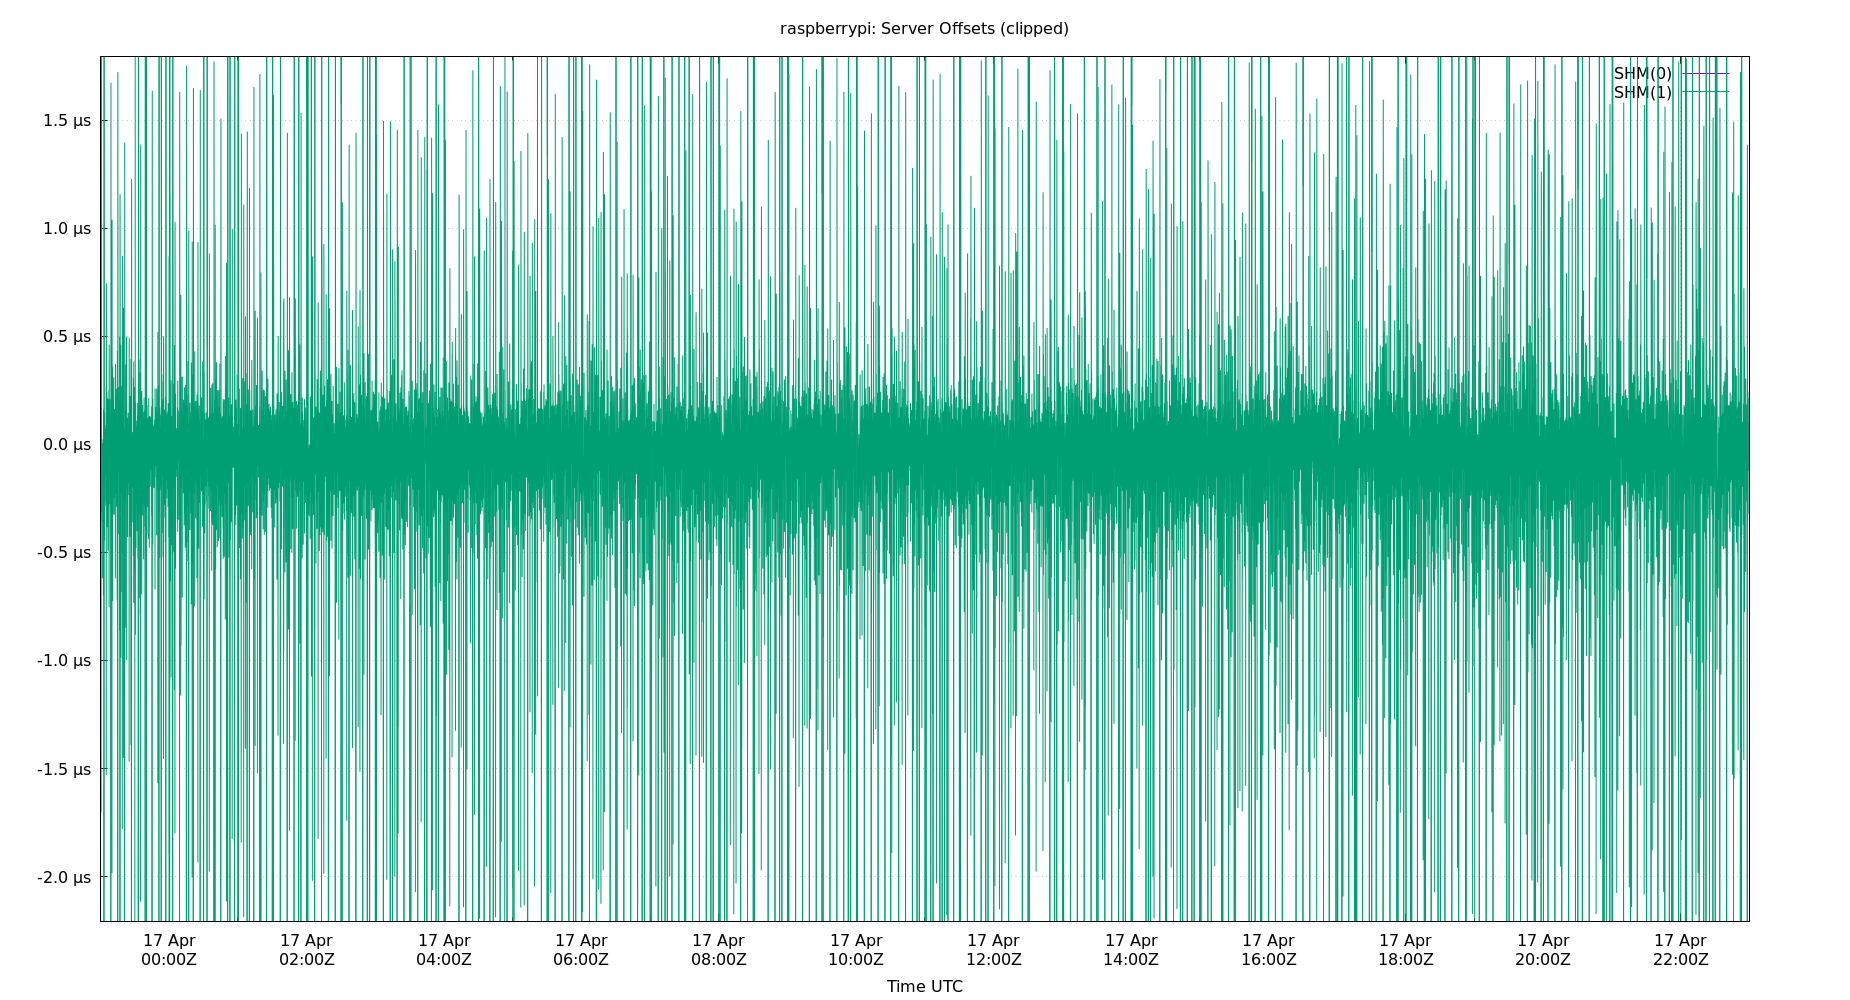 raspberrypi: Server Offsets (clipped)
SHM(0)
SHM(1)
1.5 µs
1.0 µs
0.5 µs
0.0 µs
-0.5 µs
-1.0 µs
-1.5 µs
-2.0 µs
17 Apr 17 Apr 17 Apr 17 Apr 17 Apr 17 Apr 17 Apr 17 Apr 17 Apr 17 Apr 17 Apr 17 Apr
00:00Z 02:00Z 04:00Z 06:00Z 08:00Z 10:00Z 12:00Z 14:00Z 16:00Z 18:00Z 20:00Z 22:00Z
Time UTC